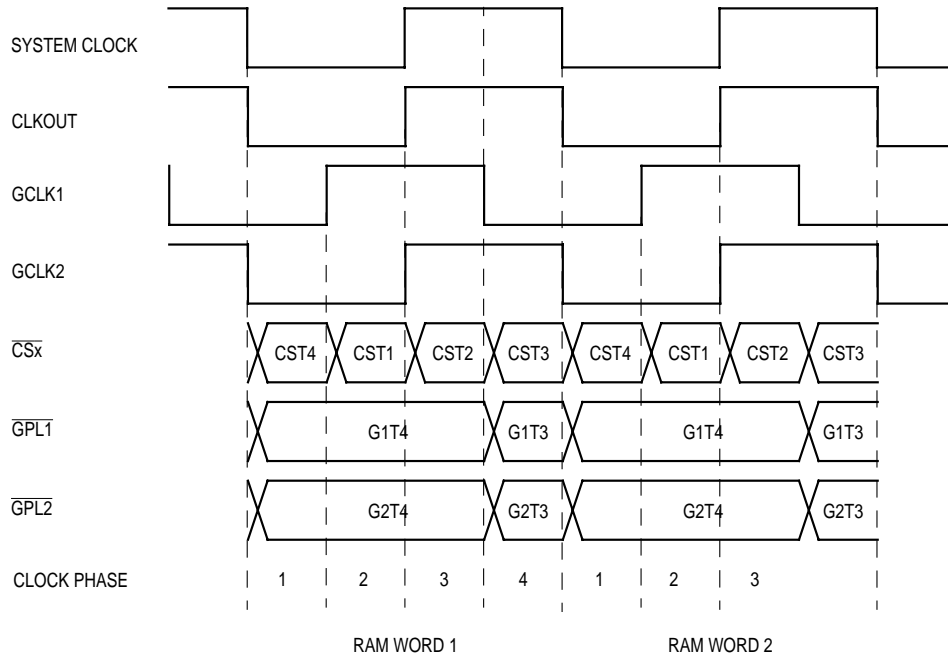 SYSTEM CLOCK
CLKOUT
GCLK1
GCLK2
CSx CST4 CST1 CST2 CST3 CST4 CST1 CST2 CST3
GPL1 G1T4 G1T3 G1T4 G1T3
GPL2 G2T4 G2T3 G2T4 G2T3
CLOCK PHASE 1 2 3 4 1 2 3
RAM WORD 1 RAM WORD 2